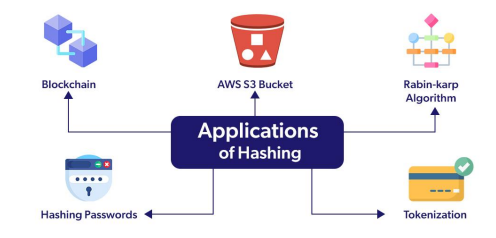 Blockchain
AWS S3 Bucket
Rabin-karp
Algorithm
Applications
of Hashing
Hashing Passwords
Tokenization